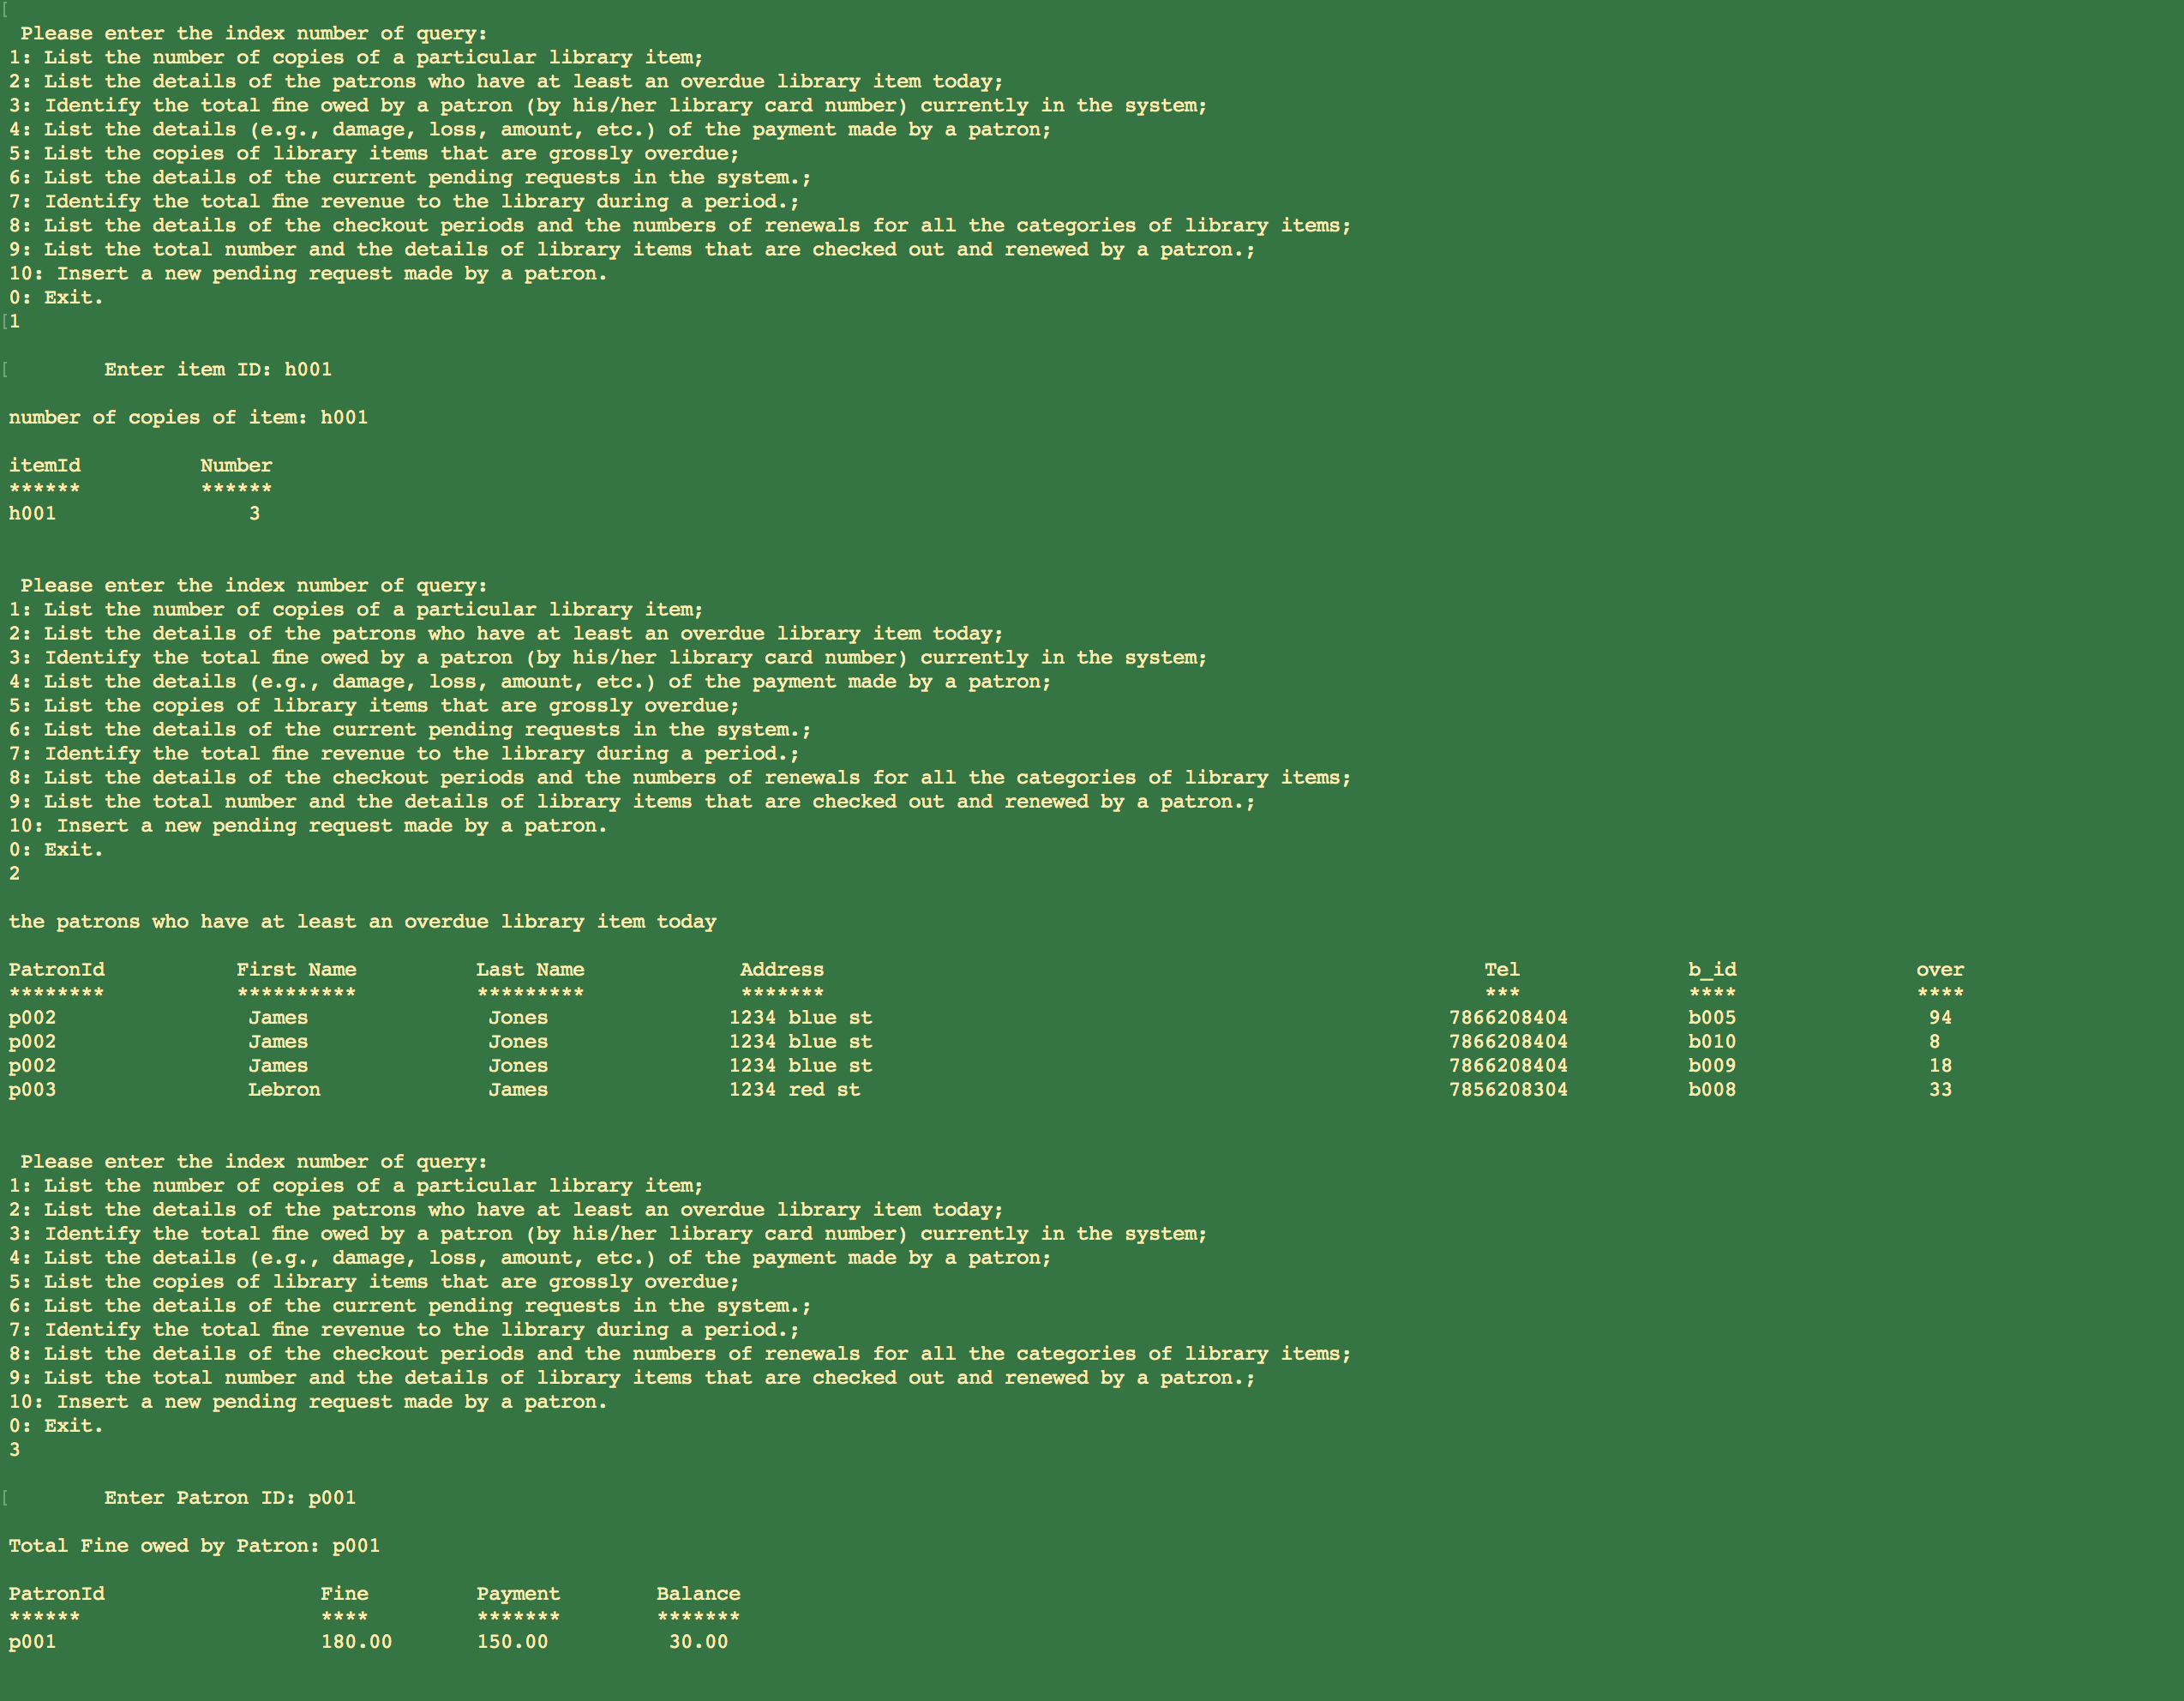 [
Please enter the index number of query:
1: List the number of copies of a particular library item;
2: List the details of the patrons who have at least an overdue library item today;
3: Identify the total fine owed by a patron (by his/her library card number) currently in the system;
4: List the details (e.g., damage, loss, amount, etc.) of the payment made by a patron;
5: List the copies of library items that are grossly overdue;
6: List the details of the current pending requests in the system.;
7: Identify the total fine revenue to the library during a period.;
8: List the details of the checkout periods and the numbers of renewals for all the categories of library items;
9: List the total number and the details of library items that are checked out and renewed by a patron.;
10: Insert a new pending request made by a patron.
0: Exit.
[1
[ Enter item ID: h001
number of copies of item: h001
itemId Number
****** ******
h001 3
Please enter the index number of query:
1: List the number of copies of a particular library item;
2: List the details of the patrons who have at least an overdue library item today;
3: Identify the total fine owed by a patron (by his/her library card number) currently in the system;
4: List the details (e.g., damage, loss, amount, etc.) of the payment made by a patron;
5: List the copies of library items that are grossly overdue;
6: List the details of the current pending requests in the system.;
7: Identify the total fine revenue to the library during a period.;
8: List the details of the checkout periods and the numbers of renewals for all the categories of library items;
9: List the total number and the details of library items that are checked out and renewed by a patron.;
10: Insert a new pending request made by a patron.
0: Exit.
2
the patrons who have at least an overdue library item today
PatronId First Name Last Name Address Tel b_id over
******** ********** ********* ******* *** **** ****
p002 James Jones 1234 blue st 7866208404 b005 94
p002 James Jones 1234 blue st 7866208404 b010 8
p002 James Jones 1234 blue st 7866208404 b009 18
p003 Lebron James 1234 red st 7856208304 b008 33
Please enter the index number of query:
1: List the number of copies of a particular library item;
2: List the details of the patrons who have at least an overdue library item today;
3: Identify the total fine owed by a patron (by his/her library card number) currently in the system;
4: List the details (e.g., damage, loss, amount, etc.) of the payment made by a patron;
5: List the copies of library items that are grossly overdue;
6: List the details of the current pending requests in the system.;
7: Identify the total fine revenue to the library during a period.;
8: List the details of the checkout periods and the numbers of renewals for all the categories of library items;
9: List the total number and the details of library items that are checked out and renewed by a patron.;
10: Insert a new pending request made by a patron.
0: Exit.
3
[ Enter Patron ID: p001
Total Fine owed by Patron: p001
PatronId Fine Payment Balance
****** **** ******* *******
p001 180.00 150.00 30.00